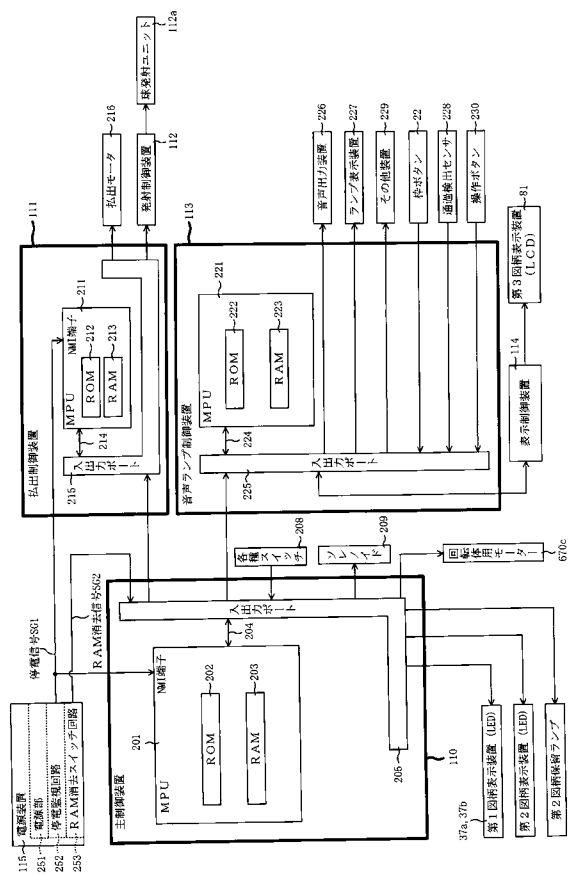 115
電源装置
251
電源部
252
停電監視回路
253
RAM消去スイッチ回路
停電信号SG1
RAM消去信号SG2
111
払出制御装置
211
MPU
NMI端子
ROM
212
RAM
213
214
215
入出力ポート
払出モータ
216
発射制御装置
112
球発射ユニット
112a
113
音声ランプ制御装置
221
MPU
ROM
222
RAM
223
224
225
入出力ポート
音声出力装置
226
ランプ表示装置
227
その他装置
229
枠ボタン
22
通過検出センサ
228
操作ボタン
230
表示制御装置
114
第3図柄表示装置
(LCD)
81
主制御装置
110
201
MPU
NMI端子
ROM
202
RAM
203
204
205
入出力ポート
各種スイッチ
208
ソレノイド
209
回転体用モーター
670c
37a,37b
第1図柄表示装置(LED)
第2図柄表示装置(LED)
第2図柄保留ランプ